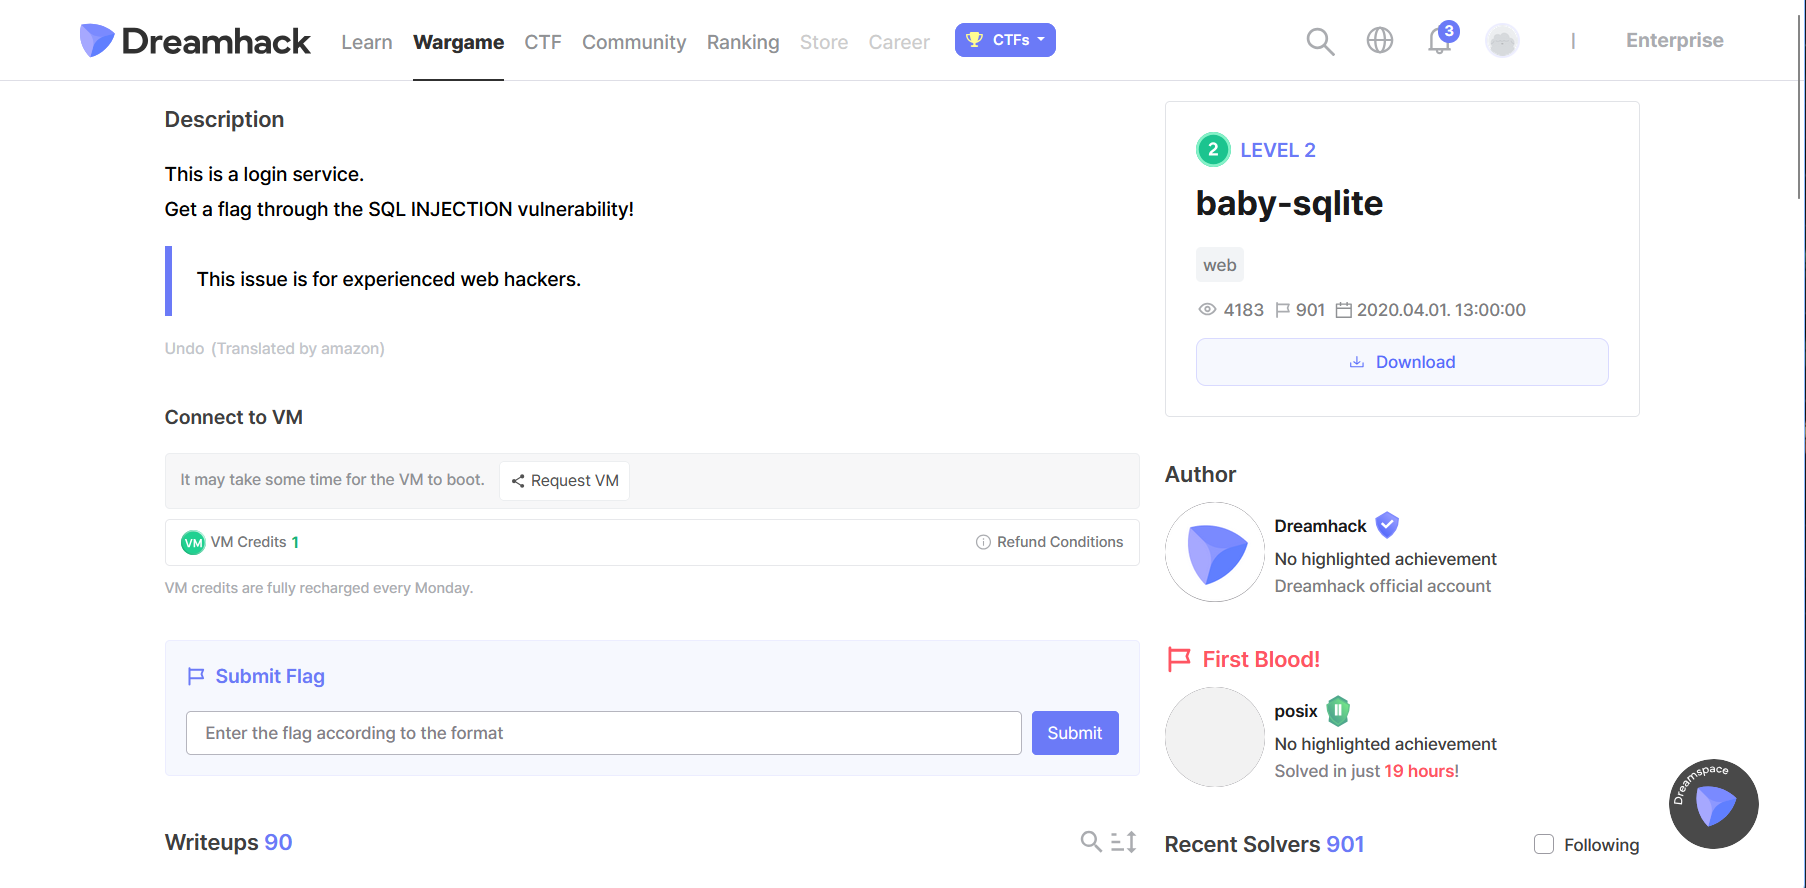 Dreamhack Learn Wargame CTF Community Ranking Store Career CTFs 3 | Enterprise
Description
This is a login service.
Get a flag through the SQL INJECTION vulnerability!
This issue is for experienced web hackers.
Undo (Translated by amazon)
Connect to VM
It may take some time for the VM to boot. Request VM
VM VM Credits 1 Refund Conditions
VM credits are fully recharged every Monday.
Submit Flag
Enter the flag according to the format Submit
Writeups 90
2 LEVEL 2
baby-sqlite
web
4183 901 2020.04.01. 13:00:00
Download
Author
Dreamhack
No highlighted achievement
Dreamhack official account
First Blood!
posix
No highlighted achievement
Solved in just 19 hours!
Dreamspace
Recent Solvers 901 Following